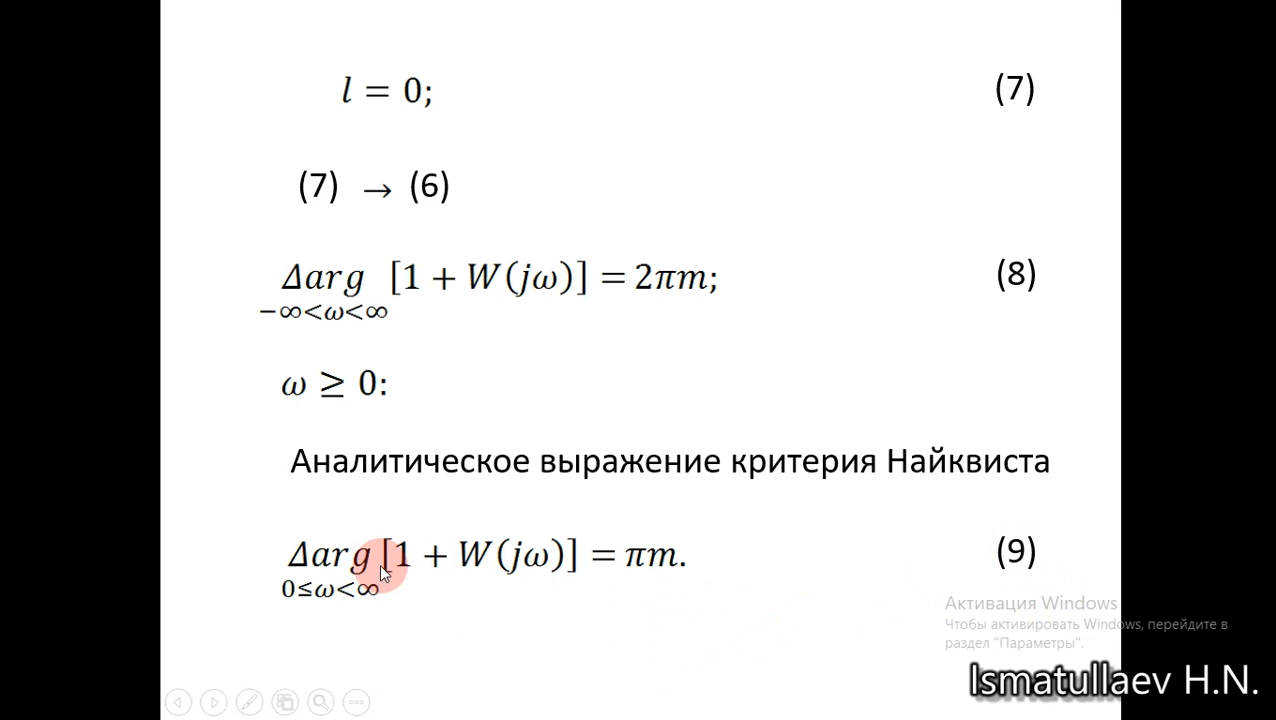 l = 0; (7)
(7) → (6)
Δarg [1 + W(jω)] = 2πm; (8)
−∞<ω<∞
ω ≥ 0:
Аналитическое выражение критерия Найквиста
Δarg [1 + W(jω)] = πm. (9)
0≤ω<∞
Активация Windows
Чтобы активировать Windows, перейдите в
раздел "Параметры".
Ismatullaev H.N.